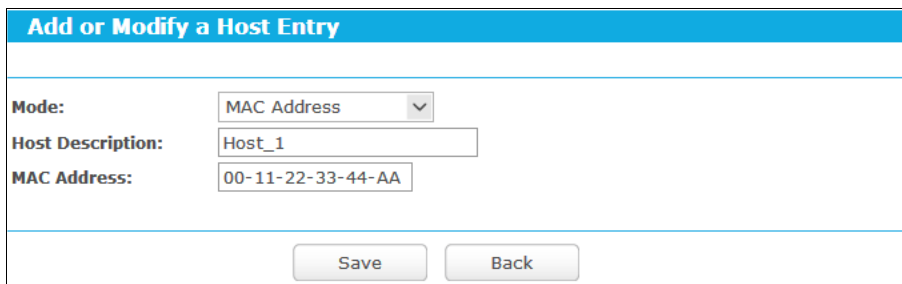 Add or Modify a Host Entry
Mode: MAC Address
Host Description: Host_1
MAC Address: 00-11-22-33-44-AA
Save Back